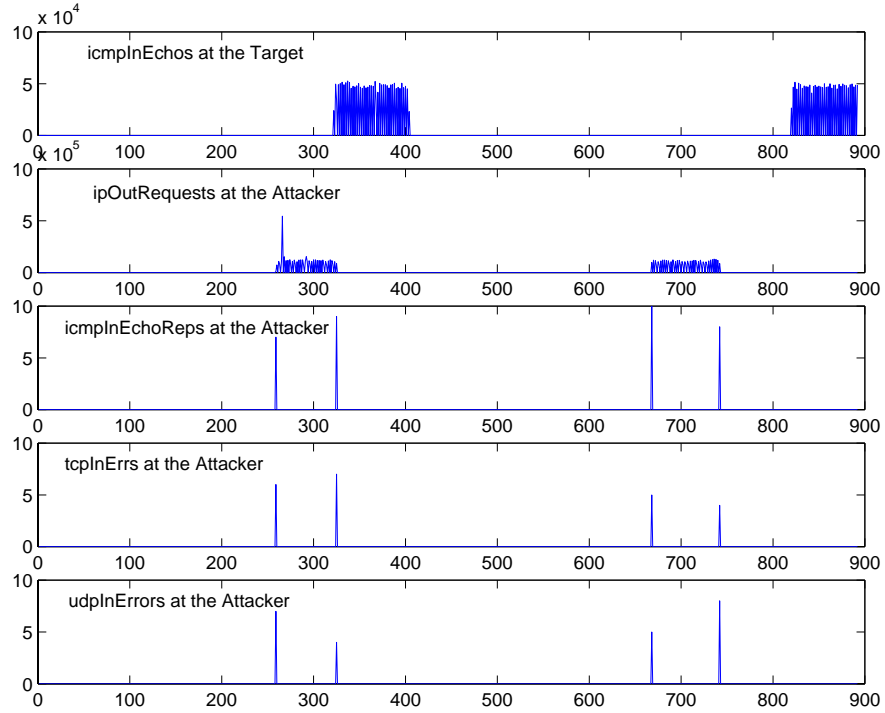 x 10^4
10
5
0
icmpInEchos at the Target
0 100 200 300 400 500 600 700 800 900
x 10^5
10
5
0
ipOutRequests at the Attacker
0 100 200 300 400 500 600 700 800 900
10
5
0
icmpInEchoReps at the Attacker
0 100 200 300 400 500 600 700 800 900
10
5
0
tcpInErrs at the Attacker
0 100 200 300 400 500 600 700 800 900
10
5
0
udpInErrors at the Attacker
0 100 200 300 400 500 600 700 800 900